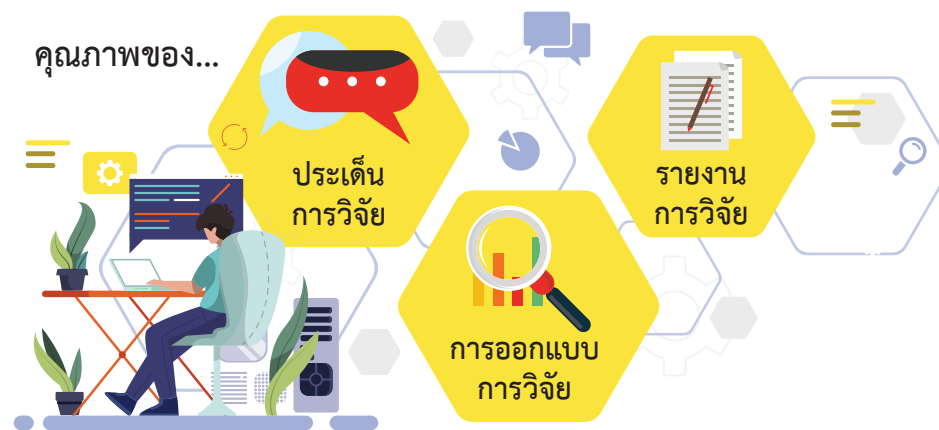 คุณภาพของ...
ประเด็น
การวิจัย
การออกแบบ
การวิจัย
รายงาน
การวิจัย